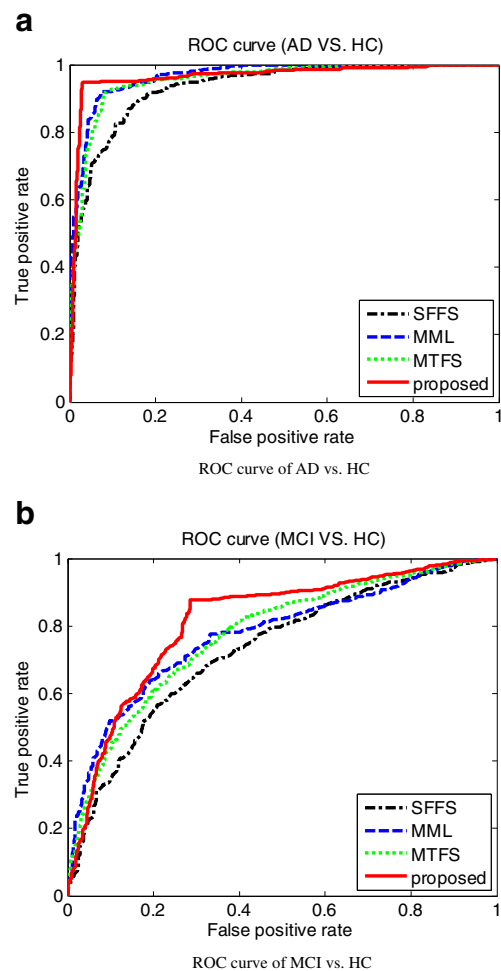 a
ROC curve (AD VS. HC)
1
0.8
0.6
0.4
0.2
0
True positive rate
SFFS
MML
MTFS
proposed
0 0.2 0.4 0.6 0.8 1
False positive rate
ROC curve of AD vs. HC
b
ROC curve (MCI VS. HC)
1
0.8
0.6
0.4
0.2
0
True positive rate
SFFS
MML
MTFS
proposed
0 0.2 0.4 0.6 0.8 1
False positive rate
ROC curve of MCI vs. HC